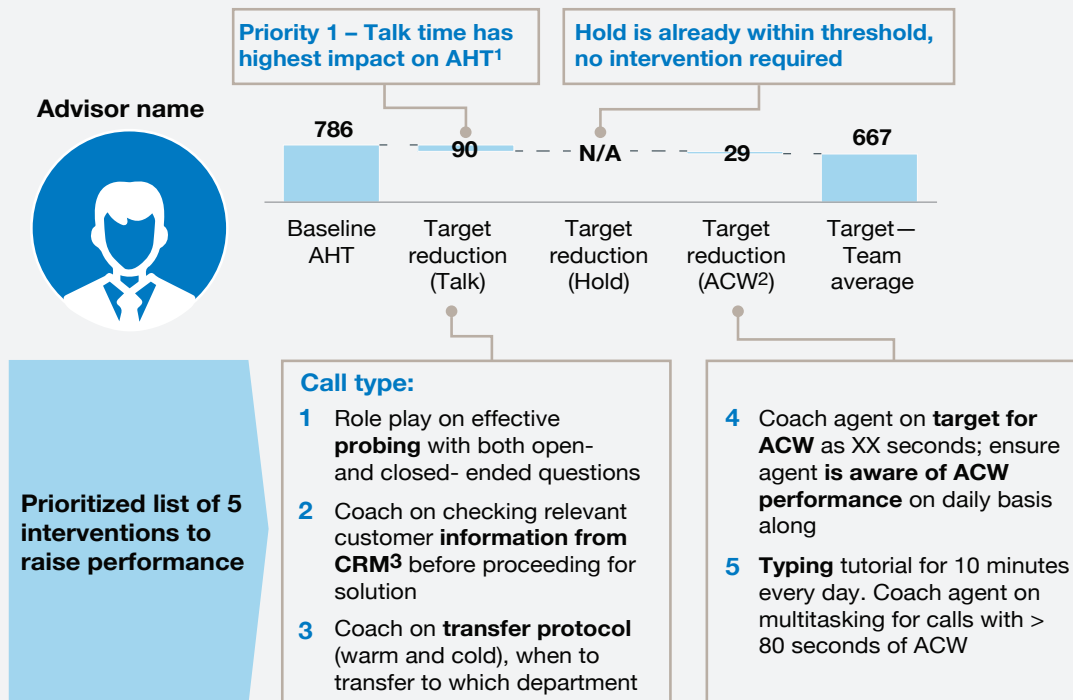 Priority 1 – Talk time has
highest impact on AHT1
Hold is already within threshold,
no intervention required
Advisor name
786
90
N/A
29
667
Baseline
AHT
Target
reduction
(Talk)
Target
reduction
(Hold)
Target
reduction
(ACW2)
Target—
Team
average
Prioritized list of 5
interventions to
raise performance
Call type:
1 Role play on effective
probing with both open-
and closed- ended questions
2 Coach on checking relevant
customer information from
CRM3 before proceeding for
solution
3 Coach on transfer protocol
(warm and cold), when to
transfer to which department
4 Coach agent on target for
ACW as XX seconds; ensure
agent is aware of ACW
performance on daily basis
along
5 Typing tutorial for 10 minutes
every day. Coach agent on
multitasking for calls with >
80 seconds of ACW